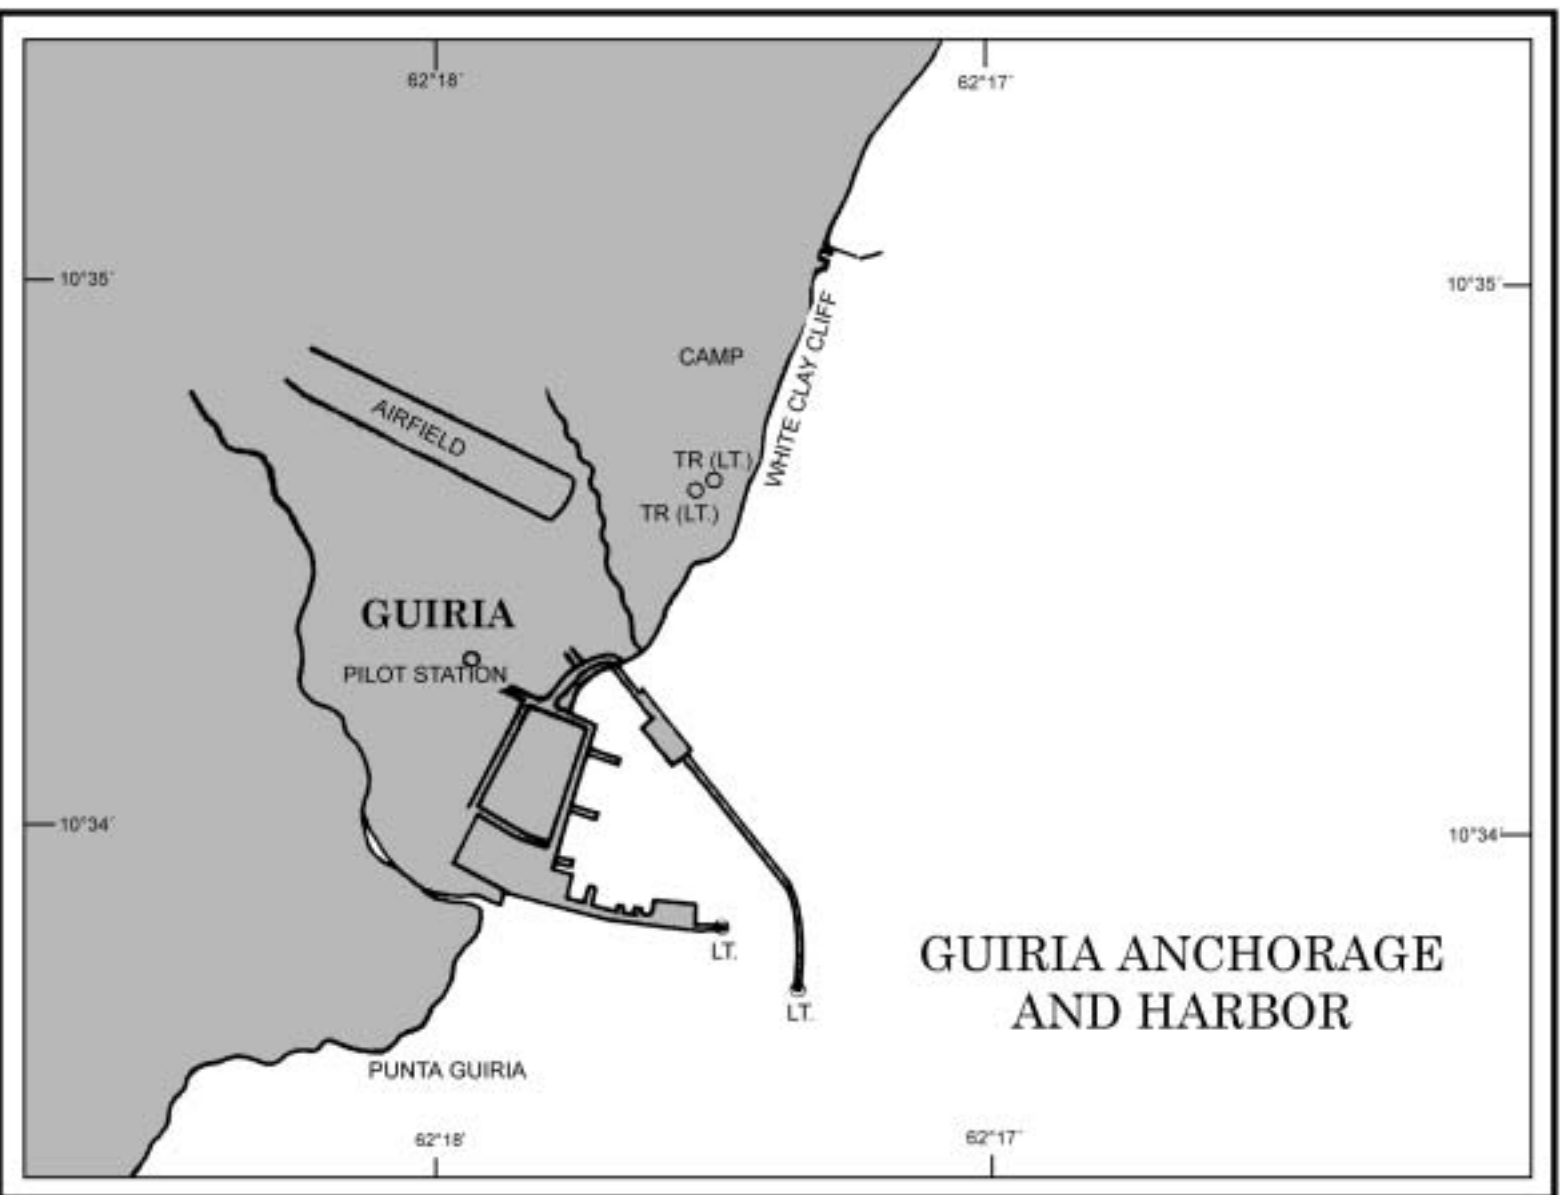 62°18´
62°17´
10°35´
10°35´
WHITE CLAY CLIFF
CAMP
AIRFIELD
TR (LT.)
TR (LT.)
GUIRIA
PILOT STATION
10°34´
10°34´
LT.
GUIRIA ANCHORAGE
AND HARBOR
LT.
PUNTA GUIRIA
62°18'
62°17´